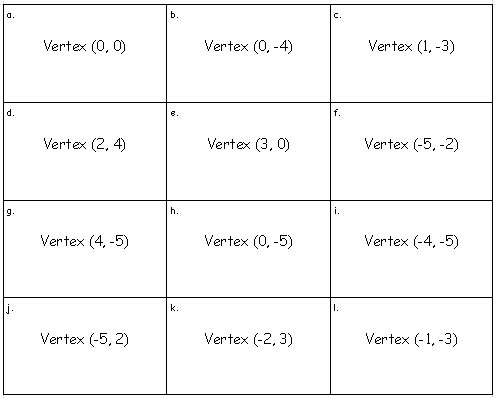 a.
Vertex (0, 0)
b.
Vertex (0, -4)
c.
Vertex (1, -3)
d.
Vertex (2, 4)
e.
Vertex (3, 0)
f.
Vertex (-5, -2)
g.
Vertex (4, -5)
h.
Vertex (0, -5)
i.
Vertex (-4, -5)
j.
Vertex (-5, 2)
k.
Vertex (-2, 3)
l.
Vertex (-1, -3)